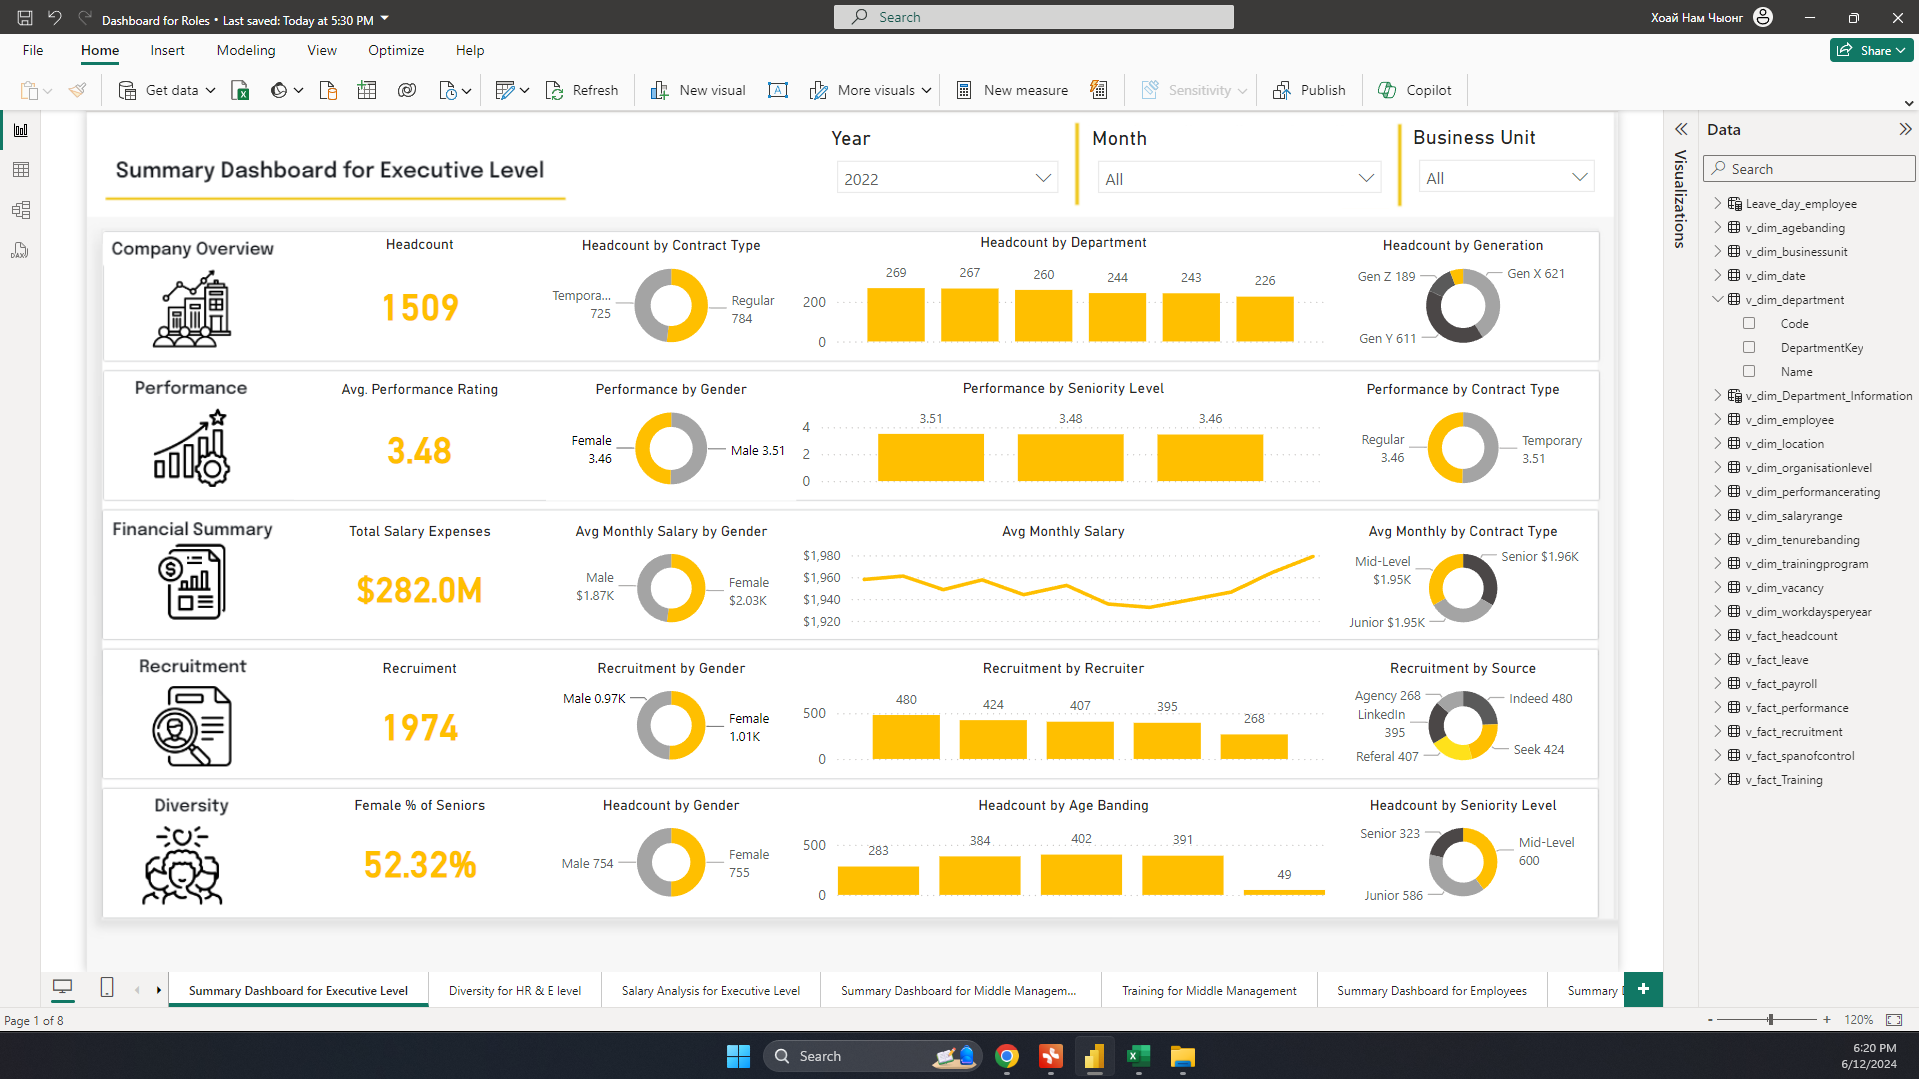 Dashboard for Roles • Last saved: Today at 5:30 PM
Search
Хоай Нам Чыонг
File Home Insert Modeling View Optimize Help
Share
Get data
Refresh
New visual
More visuals
New measure
Sensitivity
Publish
Copilot
Summary Dashboard for Executive Level
Year
2022
Month
All
Business Unit
All
Company Overview
Headcount
1509
Headcount by Contract Type
Tempora...
725
Regular
784
Headcount by Department
269 267 260 244 243 226
200
0
Headcount by Generation
Gen Z 189
Gen X 621
Gen Y 611
Performance
Avg. Performance Rating
3.48
Performance by Gender
Female
3.46
Male 3.51
Performance by Seniority Level
3.51 3.48 3.46
4
2
0
Performance by Contract Type
Regular
3.46
Temporary
3.51
Financial Summary
Total Salary Expenses
$282.0M
Avg Monthly Salary by Gender
Male
$1.87K
Female
$2.03K
Avg Monthly Salary
$1,980
$1,960
$1,940
$1,920
Avg Monthly by Contract Type
Mid-Level
$1.95K
Senior $1.96K
Junior $1.95K
Recruitment
Recruiment
1974
Recruitment by Gender
Male 0.97K
Female
1.01K
Recruitment by Recruiter
480 424 407 395 268
500
0
Recruitment by Source
Agency 268
LinkedIn
395
Referal 407
Indeed 480
Seek 424
Diversity
Female % of Seniors
52.32%
Headcount by Gender
Male 754
Female
755
Headcount by Age Banding
283 384 402 391 49
500
0
Headcount by Seniority Level
Senior 323
Mid-Level
600
Junior 586
Visualizations
Data
Search
Leave_day_employee
v_dim_agebanding
v_dim_businessunit
v_dim_date
v_dim_department
Code
DepartmentKey
Name
v_dim_Department_Information
v_dim_employee
v_dim_location
v_dim_organisationlevel
v_dim_performancerating
v_dim_salaryrange
v_dim_tenurebanding
v_dim_trainingprogram
v_dim_vacancy
v_dim_workdaysperyear
v_fact_headcount
v_fact_leave
v_fact_payroll
v_fact_performance
v_fact_recruitment
v_fact_spanofcontrol
v_fact_Training
Summary Dashboard for Executive Level
Diversity for HR & E level
Salary Analysis for Executive Level
Summary Dashboard for Middle Managem...
Training for Middle Management
Summary Dashboard for Employees
Summary
Page 1 of 8
- + 120%
Search
6:20 PM
6/12/2024